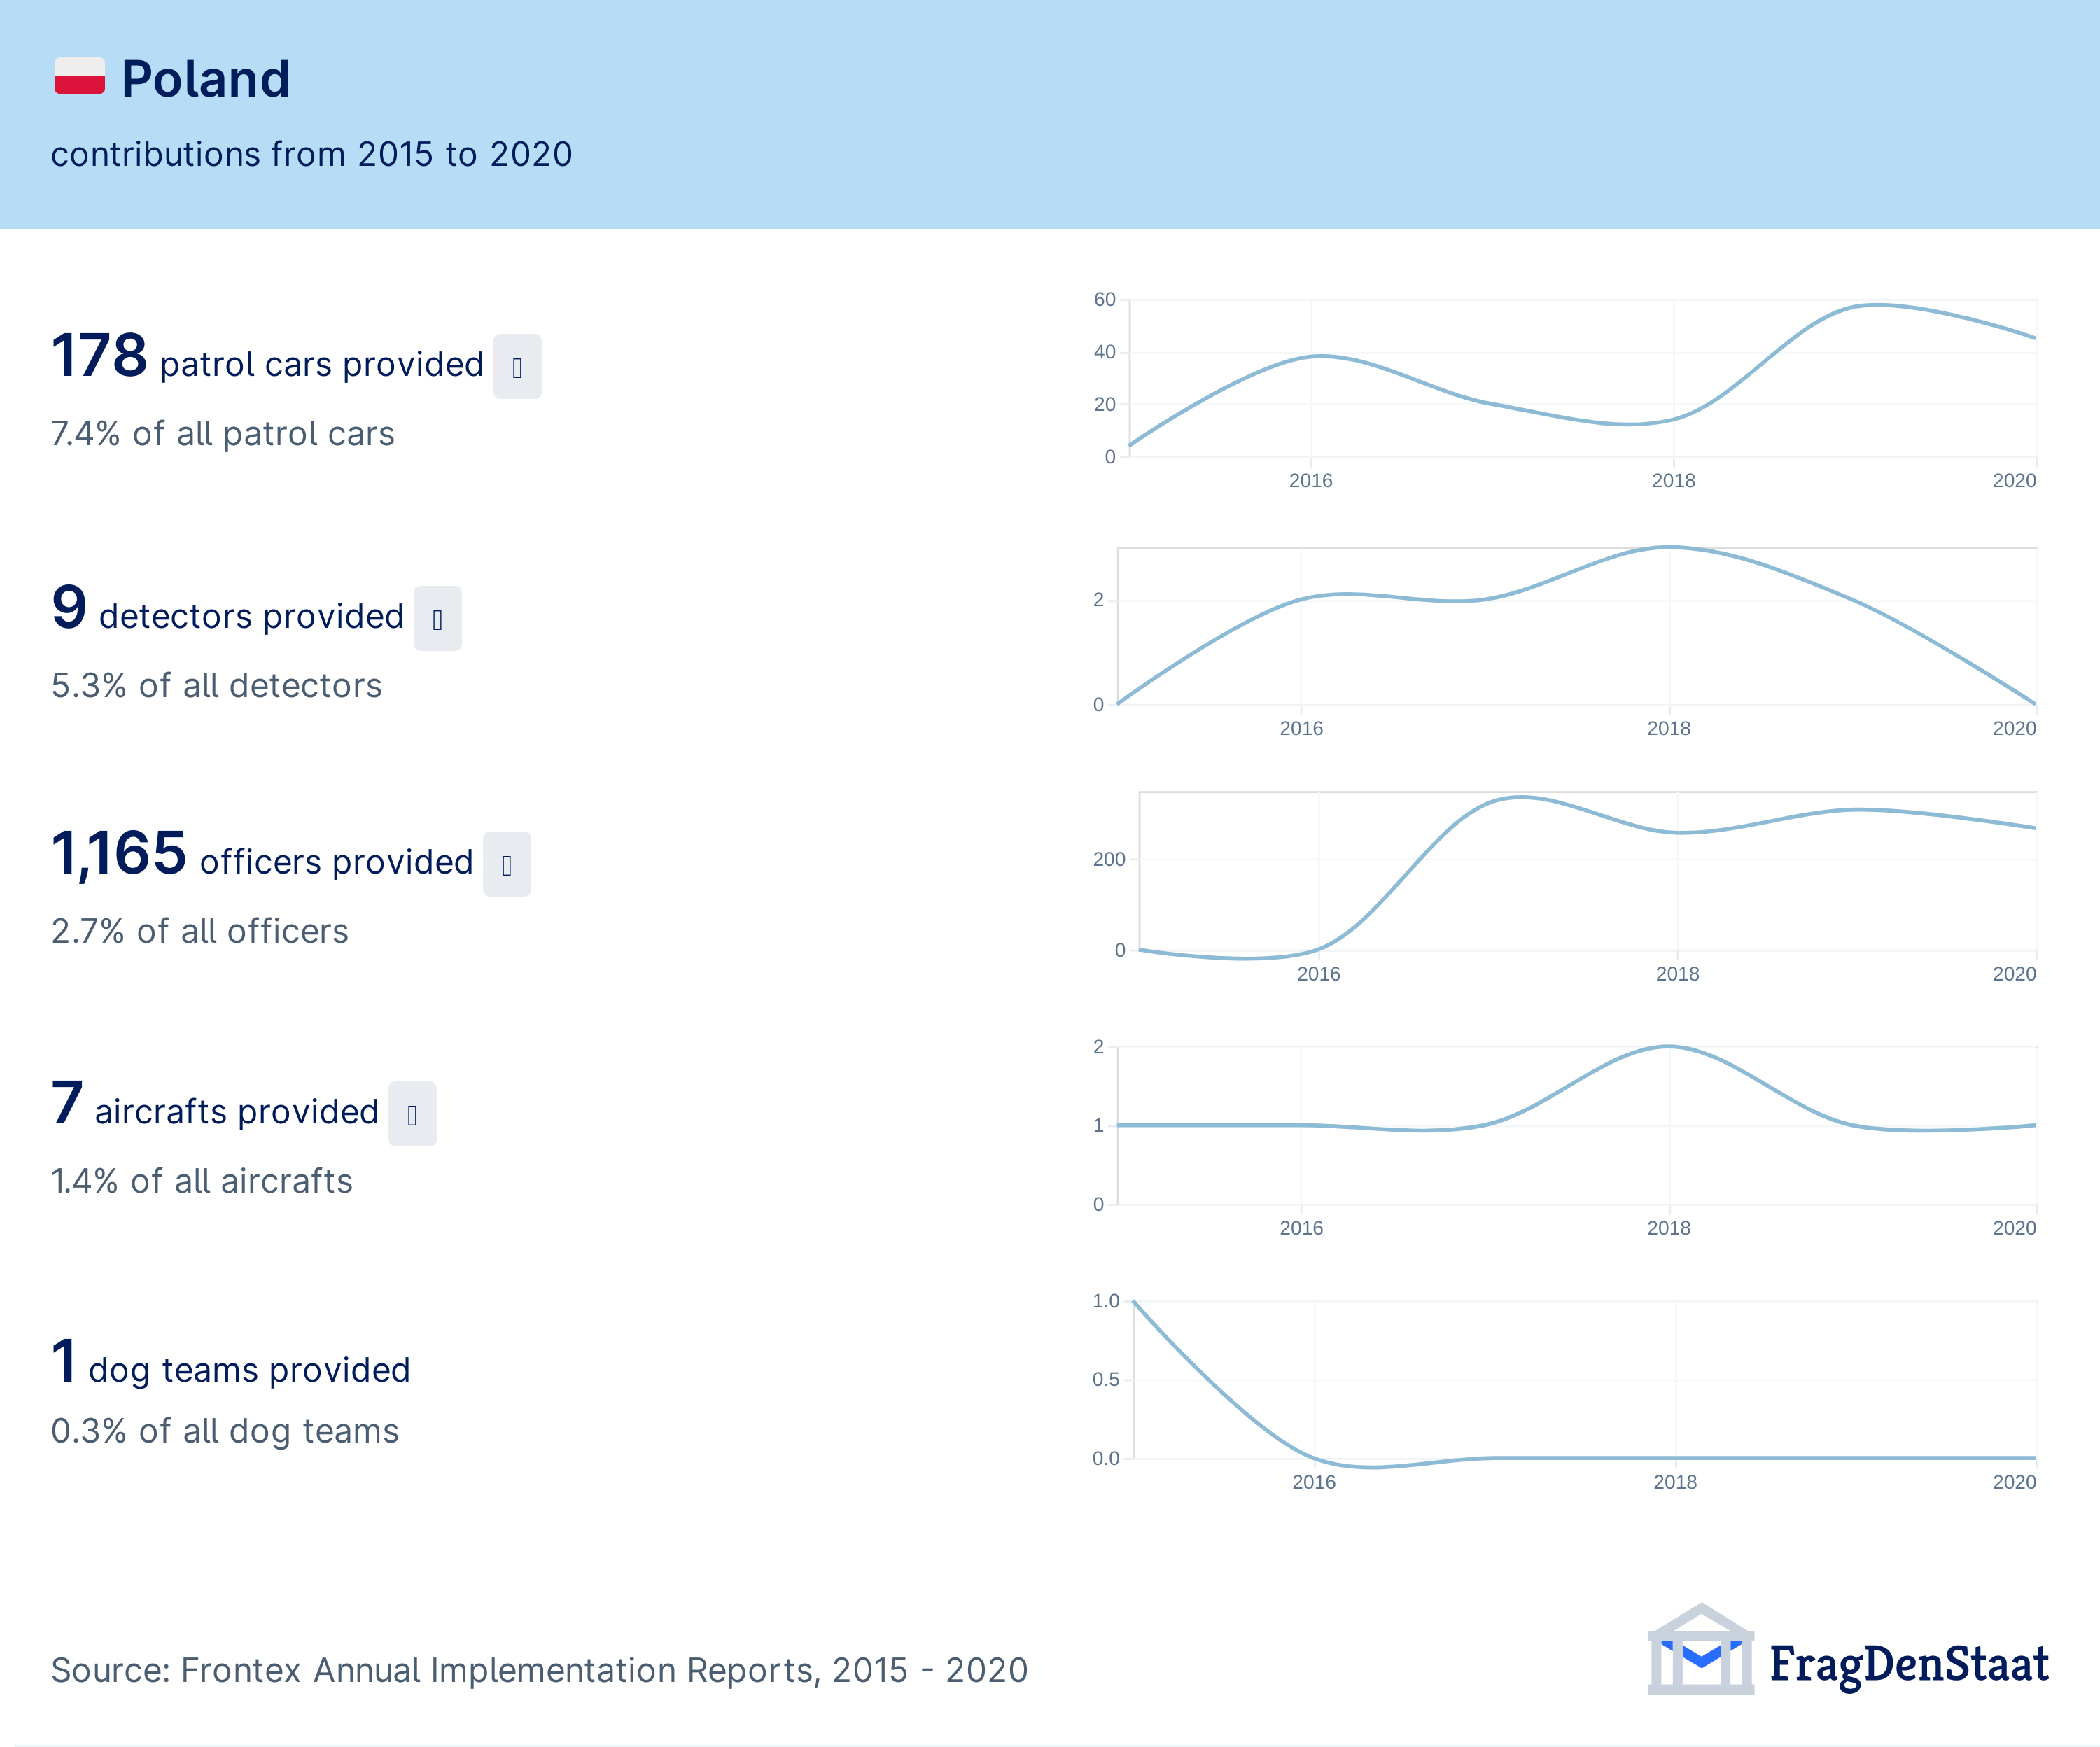 Poland
contributions from 2015 to 2020
178 patrol cars provided
7.4% of all patrol cars
60
40
20
0
2016 2018 2020
9 detectors provided
5.3% of all detectors
2
0
2016 2018 2020
1,165 officers provided
2.7% of all officers
200
0
2016 2018 2020
7 aircrafts provided
1.4% of all aircrafts
2
1
0
2016 2018 2020
1 dog teams provided
0.3% of all dog teams
1.0
0.5
0.0
2016 2018 2020
Source: Frontex Annual Implementation Reports, 2015 - 2020
FragDenStaat